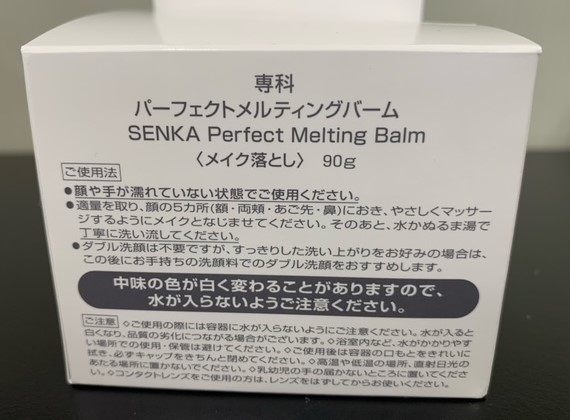 専科
パーフェクトメルティングバーム
SENKA Perfect Melting Balm
〈メイク落とし〉 90g
ご使用法
●顔や手が濡れていない状態でご使用ください。
●適量を取り、顔の5カ所(額・両頬・あご先・鼻)におき、やさしくマッサー
ジするようにメイクとなじませてください。そのあと、水かぬるま湯で
丁寧に洗い流してください。
●ダブル洗顔は不要ですが、すっきりした洗い上がりをお好みの場合は、
この後にお手持ちの洗顔料でのダブル洗顔をおすすめします。
中味の色が白く変わることがありますので、
水が入らないようご注意ください。
ご注意 ◇ご使用の際には容器に水が入らないようにご注意ください。水が入ると
白くなり、品質の劣化につながる場合がございます。◇浴室内など、水がかかりやす
い場所での使用・保管は避けてください。◇ご使用後は容器の口もとをきれいに
拭き、必ずキャップをきちんと閉めてください。◇高温や低温の場所、直射日光の
あたる場所に置かないでください。◇乳幼児の手の届かないところに置いてくださ
い。◇コンタクトレンズをご使用の方は、レンズをはずしてからお使いください。